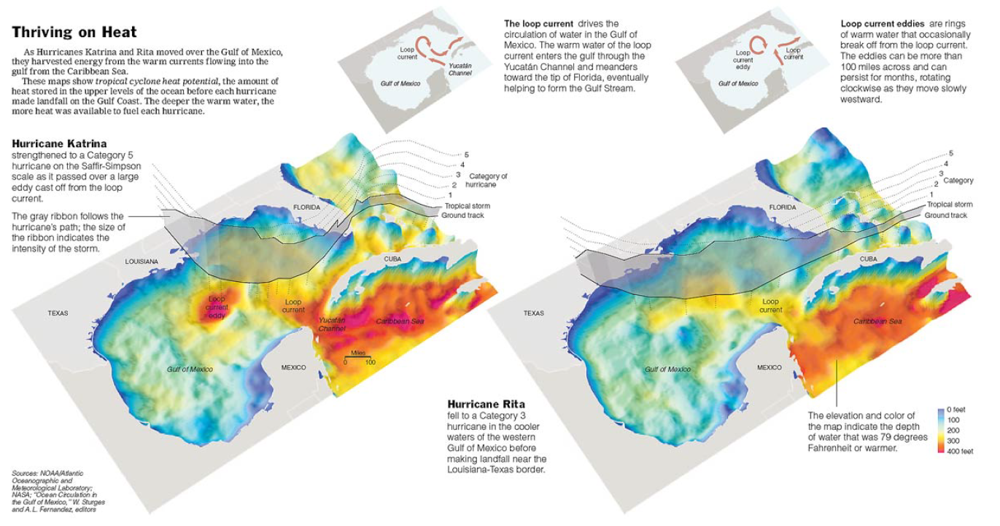 Thriving on Heat
As Hurricanes Katrina and Rita moved over the Gulf of Mexico,
they harvested energy from the warm currents flowing into the
gulf from the Caribbean Sea.
These maps show tropical cyclone heat potential, the amount of
heat stored in the upper levels of the ocean before each hurricane
made landfall on the Gulf Coast. The deeper the warm water, the
more heat was available to fuel each hurricane.
Loop
current
Yucatán
Channel
Gulf of Mexico
The loop current drives the
circulation of water in the Gulf of
Mexico. The warm water of the loop
current enters the gulf through the
Yucatán Channel and meanders
toward the tip of Florida, eventually
helping to form the Gulf Stream.
Loop
current
eddy
Loop
current
Gulf of Mexico
Loop current eddies are rings
of warm water that occasionally
break off from the loop current.
The eddies can be more than
100 miles across and can
persist for months, rotating
clockwise as they move slowly
westward.
Hurricane Katrina
strengthened to a Category 5
hurricane on the Saffir-Simpson
scale as it passed over a large
eddy cast off from the loop
current.
The gray ribbon follows the
hurricane's path; the size of
the ribbon indicates the
intensity of the storm.
5
4
3
2
1
Category of
hurricane
Tropical storm
Ground track
FLORIDA
LOUISIANA
CUBA
TEXAS
Loop
current
eddy
Loop
current
Yucatán
Channel
Caribbean Sea
Miles
0 100
Gulf of Mexico
MEXICO
5
4
3
2
1
Category
Tropical storm
Ground track
FLORIDA
CUBA
TEXAS
Loop
current
Caribbean Sea
Gulf of Mexico
MEXICO
Hurricane Rita
fell to a Category 3
hurricane in the cooler
waters of the western
Gulf of Mexico before
making landfall near the
Louisiana-Texas border.
The elevation and color of
the map indicate the depth
of water that was 79 degrees
Fahrenheit or warmer.
0 feet
100
200
300
400 feet
Sources: NOAA/Atlantic
Oceanographic and
Meteorological Laboratory;
NASA; "Ocean Circulation in
the Gulf of Mexico," W. Sturges
and A.L. Fernandez, editors